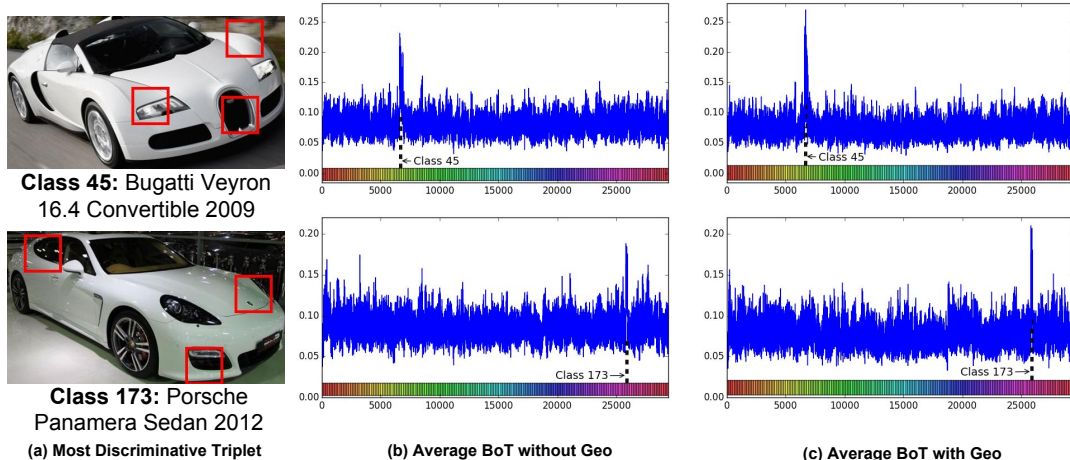 Class 45: Bugatti Veyron
16.4 Convertible 2009
0.25
0.20
0.15
0.10
0.05
0.00
Class 45
0 5000 10000 15000 20000 25000
0.25
0.20
0.15
0.10
0.05
0.00
Class 45
0 5000 10000 15000 20000 25000
Class 173: Porsche
Panamera Sedan 2012
0.20
0.15
0.10
0.05
0.00
Class 173
0 5000 10000 15000 20000 25000
0.20
0.15
0.10
0.05
0.00
Class 173
0 5000 10000 15000 20000 25000
(a) Most Discriminative Triplet
(b) Average BoT without Geo
(c) Average BoT with Geo